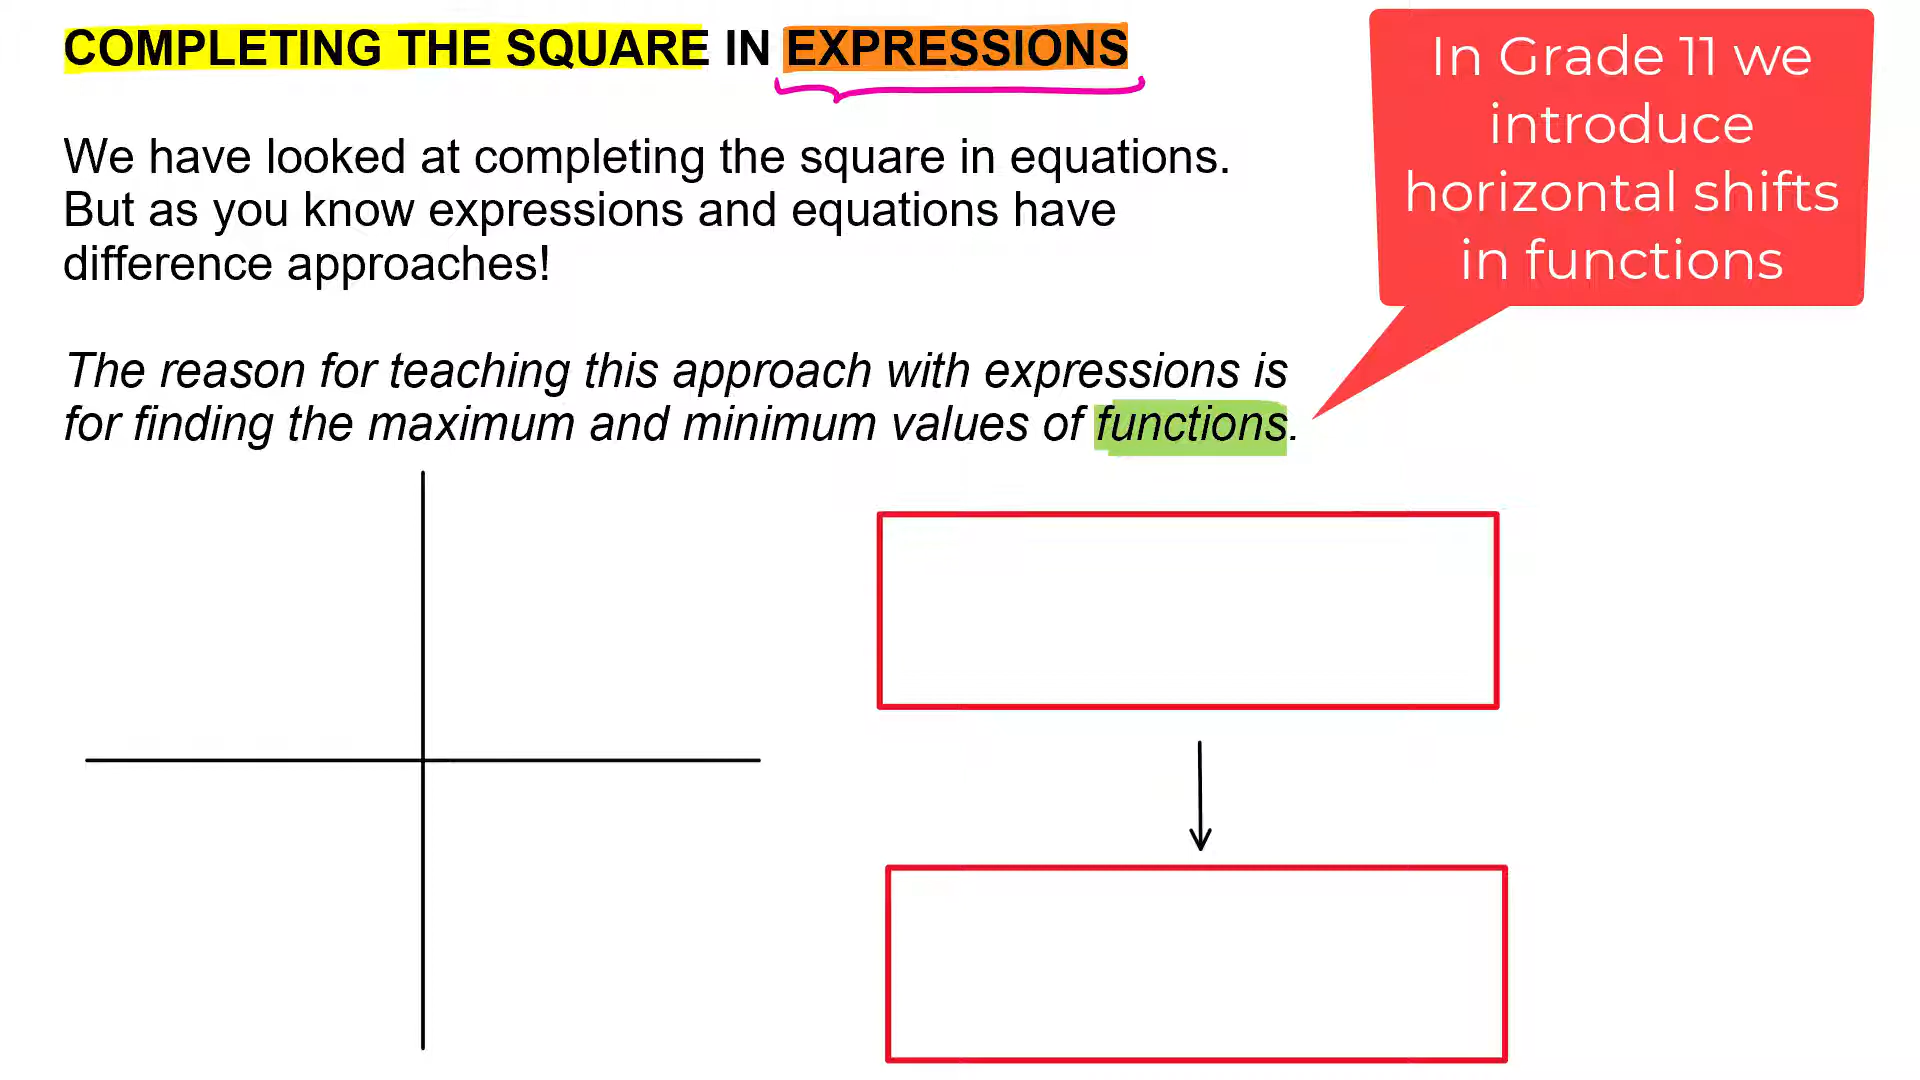 COMPLETING THE SQUARE IN EXPRESSIONS
We have looked at completing the square in equations.
But as you know expressions and equations have
difference approaches!
The reason for teaching this approach with expressions is
for finding the maximum and minimum values of functions.
In Grade 11 we
introduce
horizontal shifts
in functions